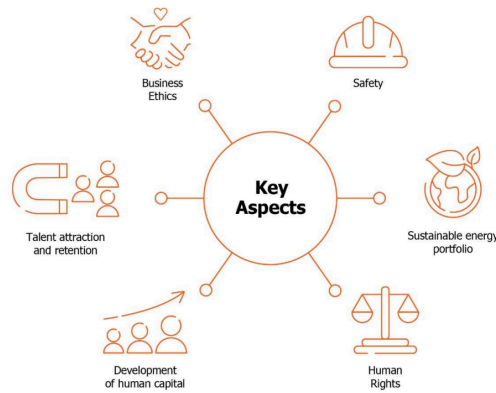 Business
Ethics
Safety
Key
Aspects
Talent attraction
and retention
Sustainable energy
portfolio
Development
of human capital
Human
Rights